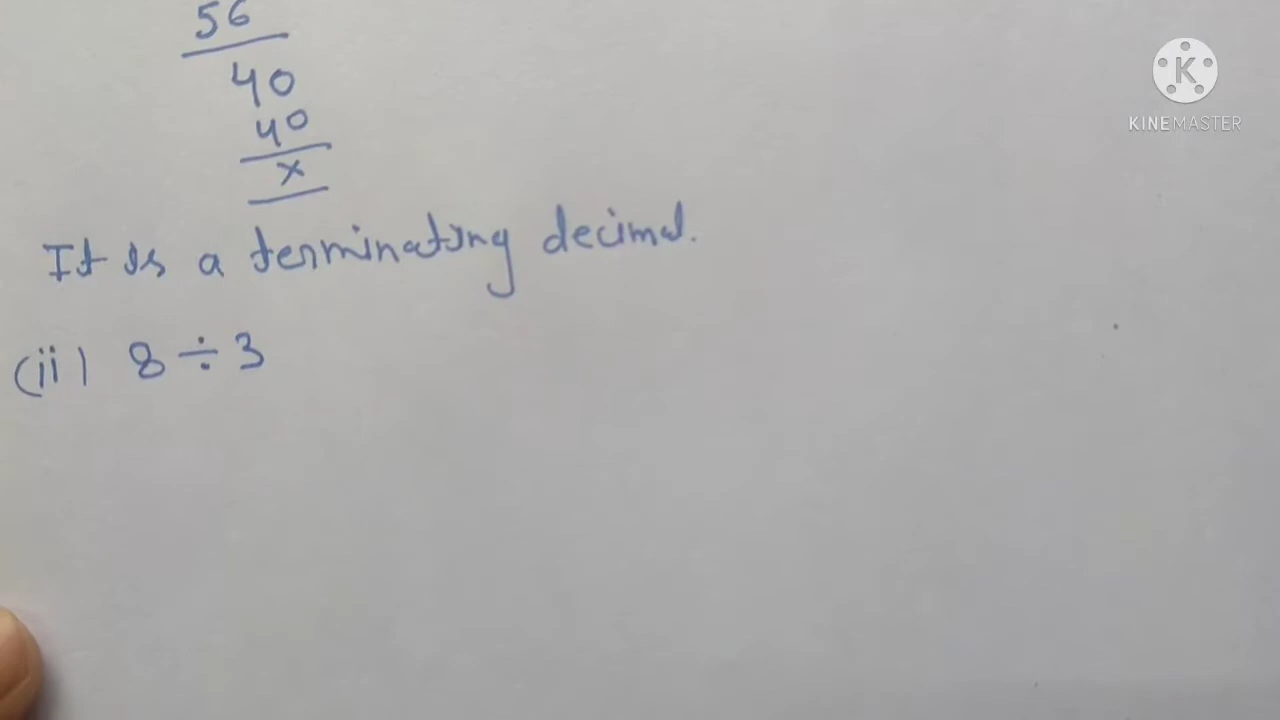 56
40
40
x
It is a terminating decimal.
(ii) 8 ÷ 3
K
KINEMASTER